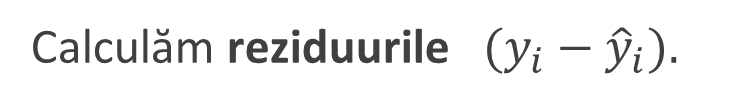 Calculăm reziduurile (yᵢ − ŷᵢ).